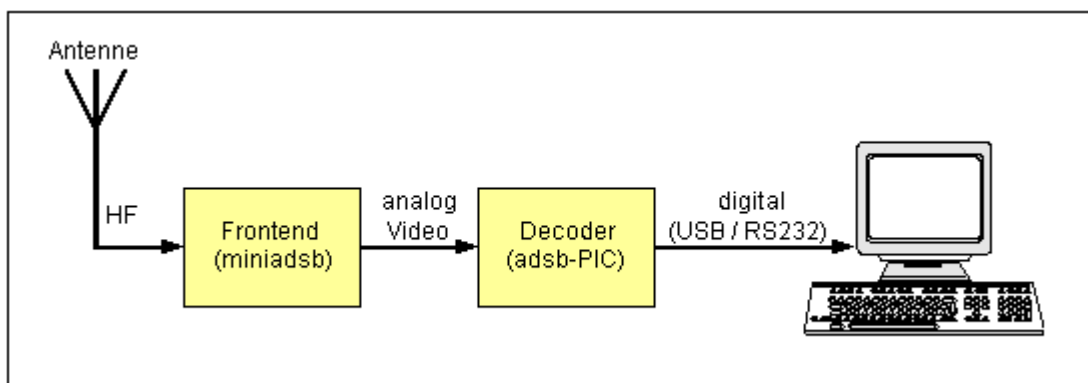 Antenne
HF
Frontend
(miniadsb)
analog
Video
Decoder
(adsb-PIC)
digital
(USB / RS232)